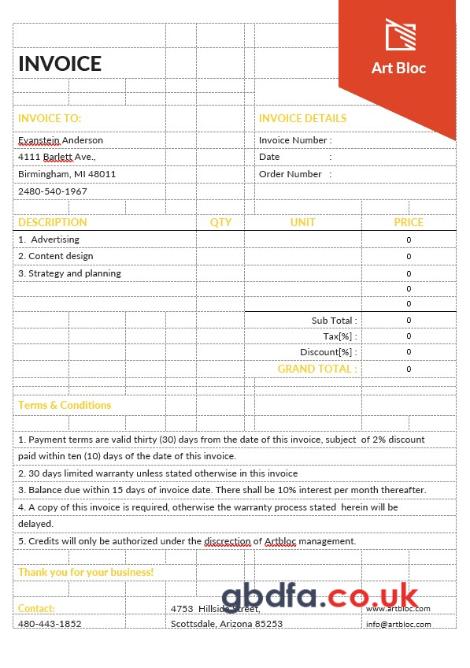 Art Bloc
INVOICE
INVOICE TO:
INVOICE DETAILS
Evanstein Anderson
Invoice Number :
4111 Barlett Ave.,
Date :
Birmingham, MI 48011
Order Number :
2480-540-1967
DESCRIPTION QTY UNIT PRICE
1. Advertising 0
2. Content design 0
3. Strategy and planning 0
0
0
Sub Total : 0
Tax[%] : 0
Discount[%] : 0
GRAND TOTAL : 0
Terms & Conditions
1. Payment terms are valid thirty (30) days from the date of this invoice, subject of 2% discount
paid within ten (10) days of the date of this invoice.
2. 30 days limited warranty unless stated otherwise in this invoice
3. Balance due within 15 days of invoice date. There shall be 10% interest per month thereafter.
4. A copy of this invoice is required, otherwise the warranty process stated herein will be
delayed.
5. Credits will only be authorized under the discrection of Artbloc management.
Thank you for your business!
gbdfa.co.uk
Contact: 4753 Hillside Street, www.artbloc.com
480-443-1852 Scottsdale, Arizona 85253 info@artbloc.com